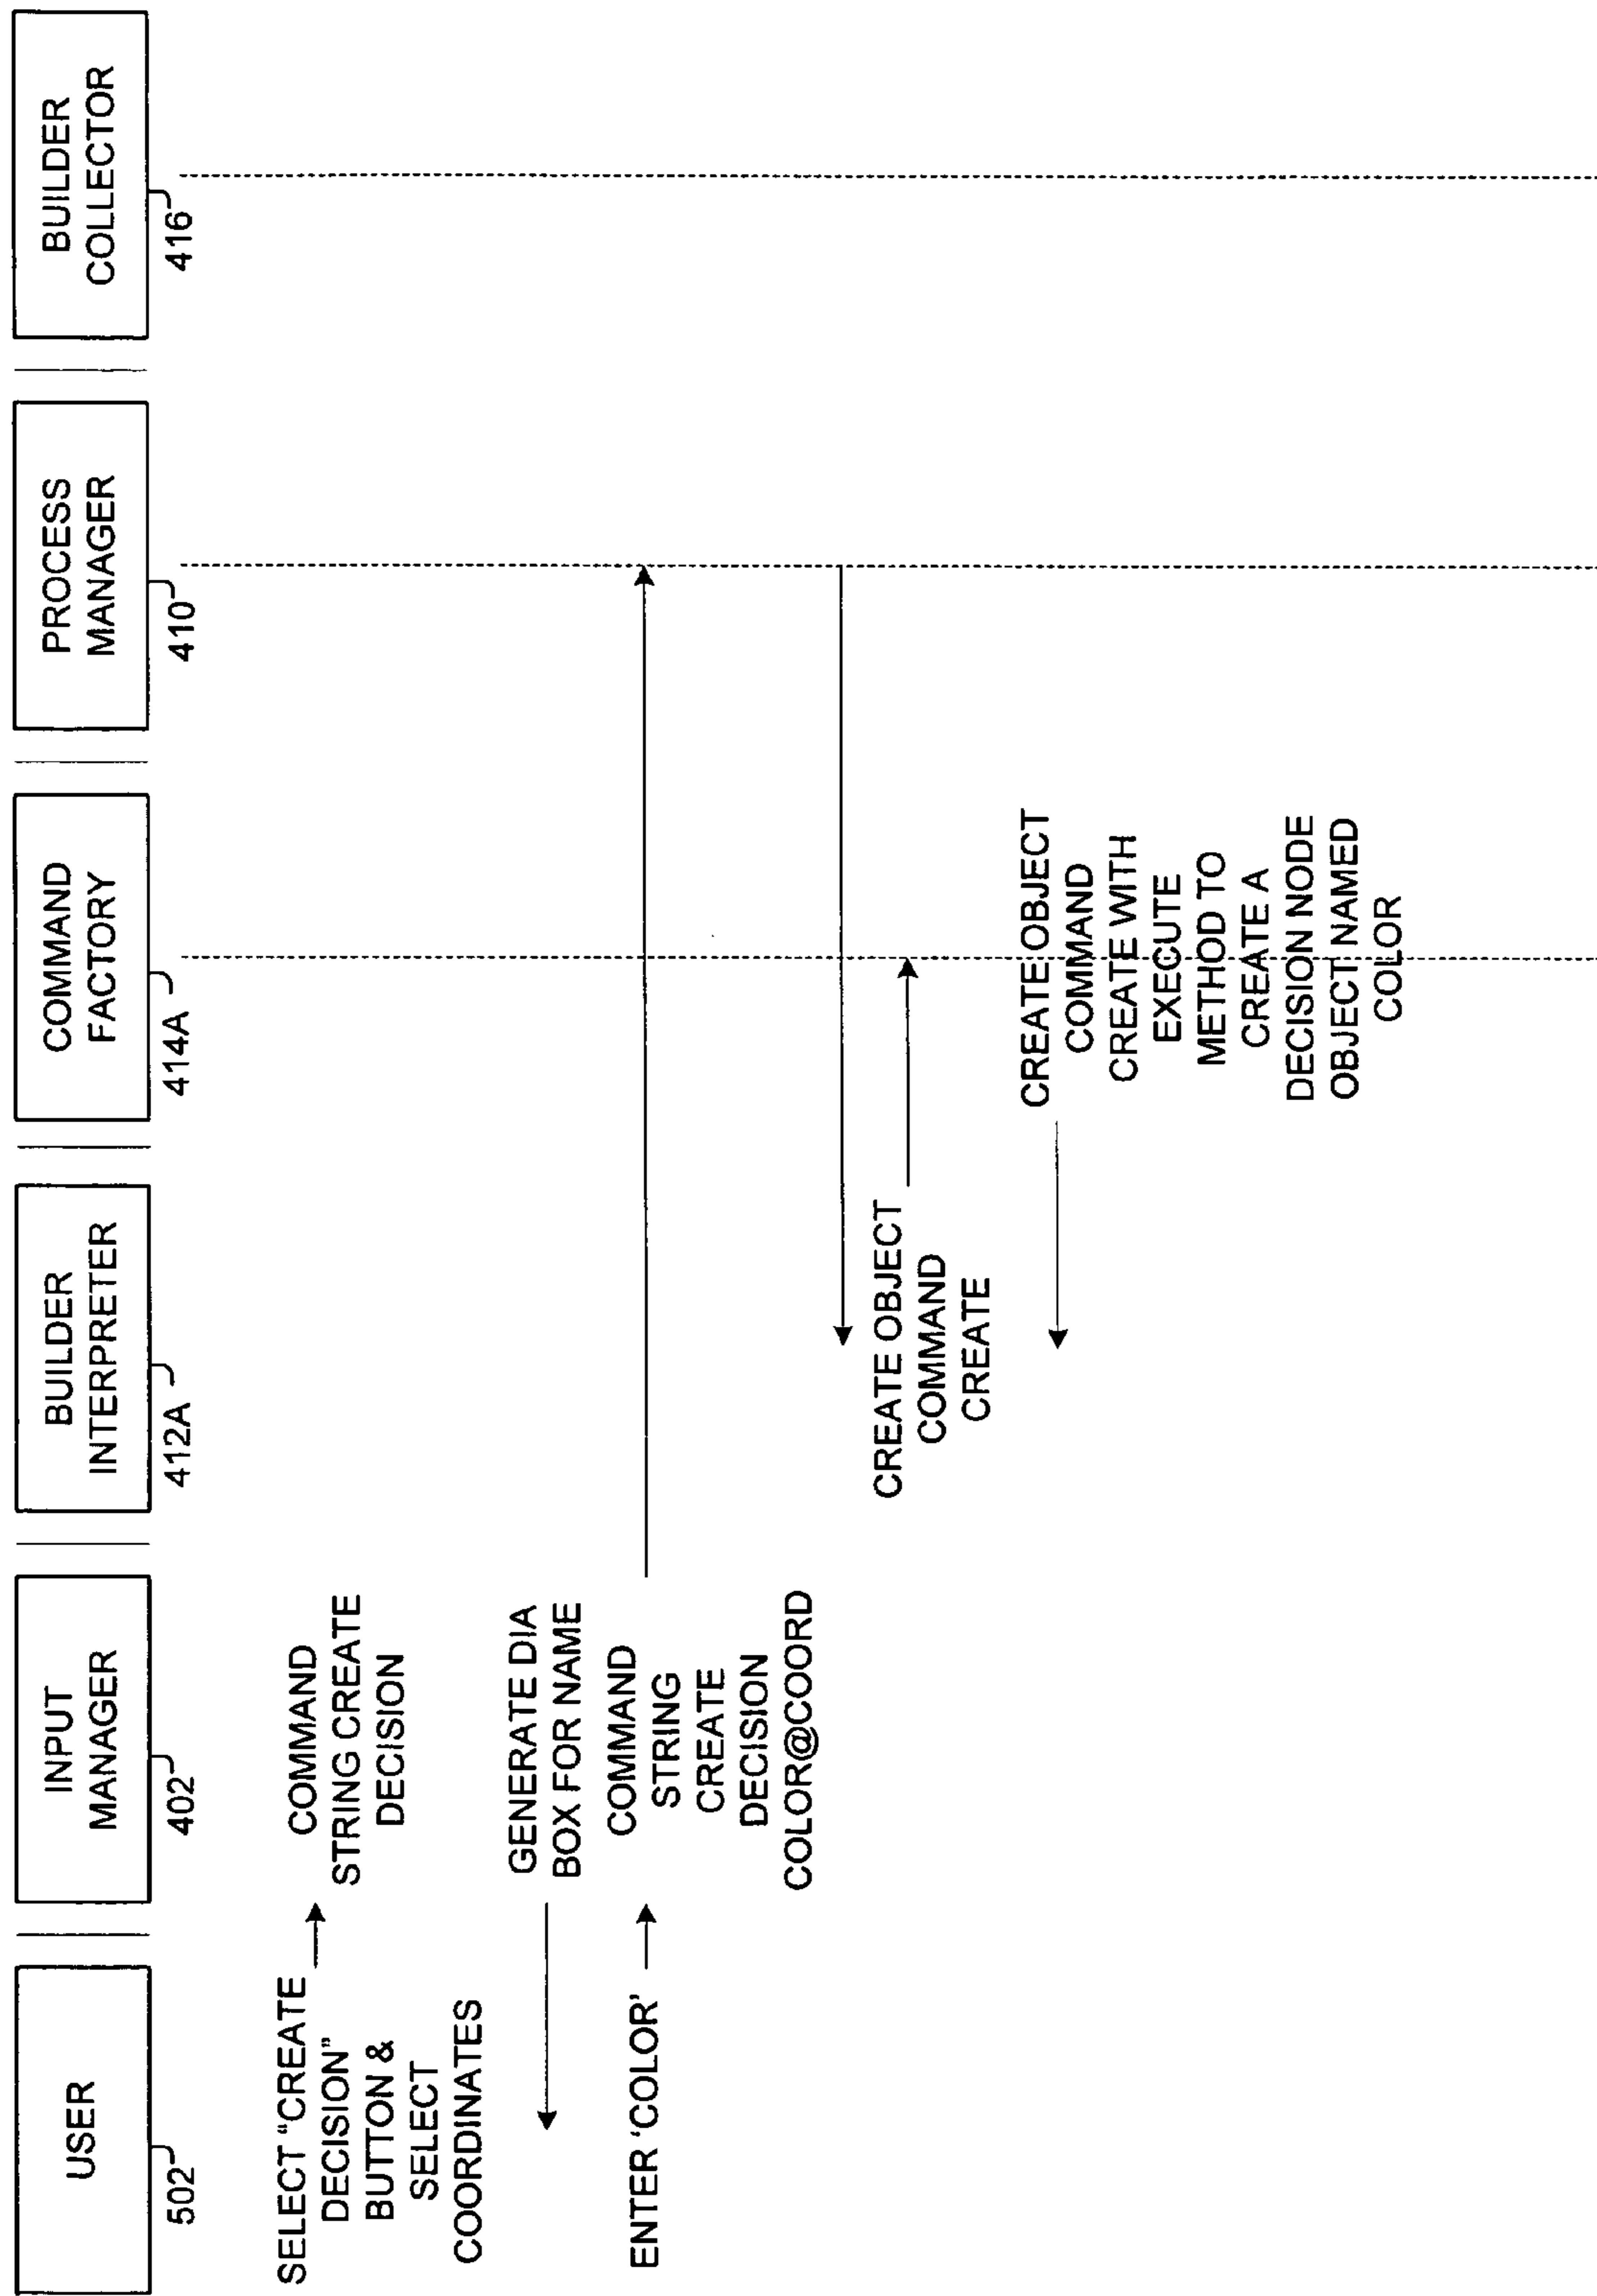 USER
502
INPUT
MANAGER
402
BUILDER
INTERPRETER
412A
COMMAND
FACTORY
414A
PROCESS
MANAGER
410
BUILDER
COLLECTOR
416
SELECT "CREATE
DECISION"
BUTTON &
SELECT
COORDINATES
COMMAND
STRING CREATE
DECISION
GENERATE DIA
BOX FOR NAME
ENTER 'COLOR'
COMMAND
STRING
CREATE
DECISION
COLOR@COORD
CREATE OBJECT
COMMAND
CREATE
CREATE OBJECT
COMMAND
CREATE WITH
EXECUTE
METHOD TO
CREATE A
DECISION NODE
OBJECT NAMED
COLOR